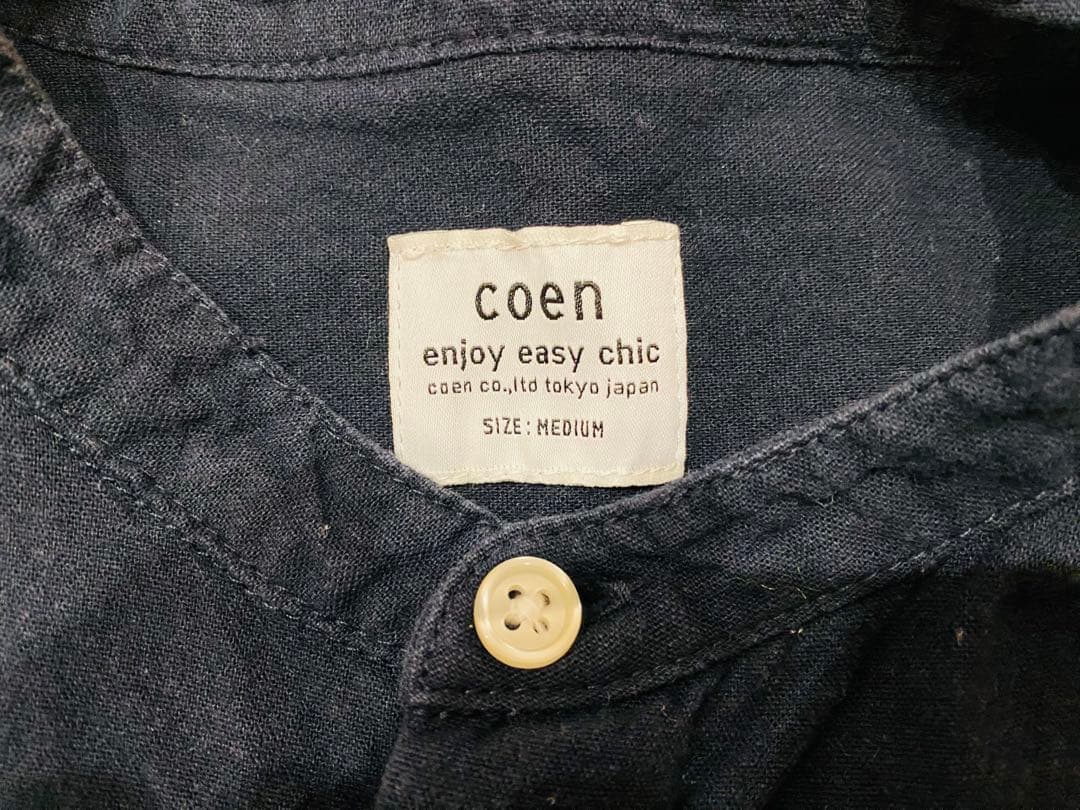 coen
enjoy easy chic
coen co.,ltd tokyo japan
SIZE: MEDIUM